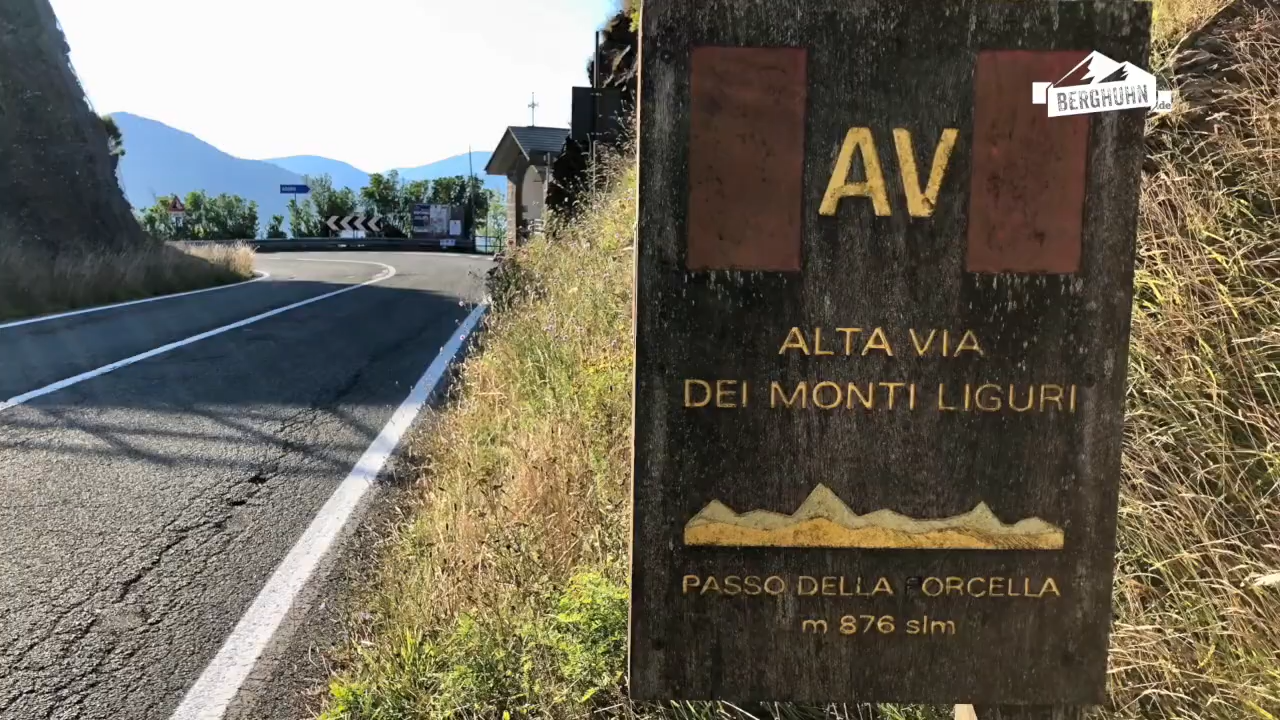 BERGHUHN.de
AV
ALTA VIA
DEI MONTI LIGURI
PASSO DELLA FORCELLA
m 876 slm